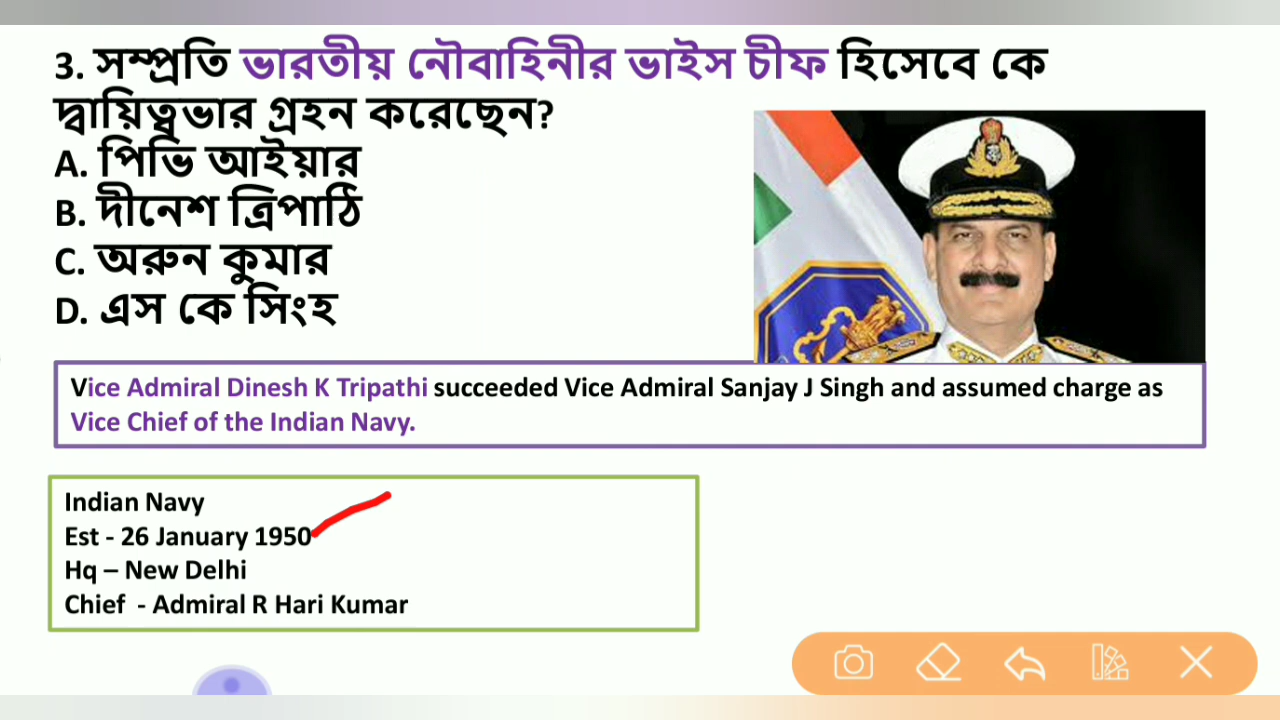 3. সম্প্রতি ভারতীয় নৌবাহিনীর ভাইস চীফ হিসেবে কে
দ্বায়িত্বভার গ্রহন করেছেন?
A. পিভি আইয়ার
B. দীনেশ ত্রিপাঠি
C. অরুন কুমার
D. এস কে সিংহ
Vice Admiral Dinesh K Tripathi succeeded Vice Admiral Sanjay J Singh and assumed charge as
Vice Chief of the Indian Navy.
Indian Navy
Est - 26 January 1950
Hq – New Delhi
Chief - Admiral R Hari Kumar